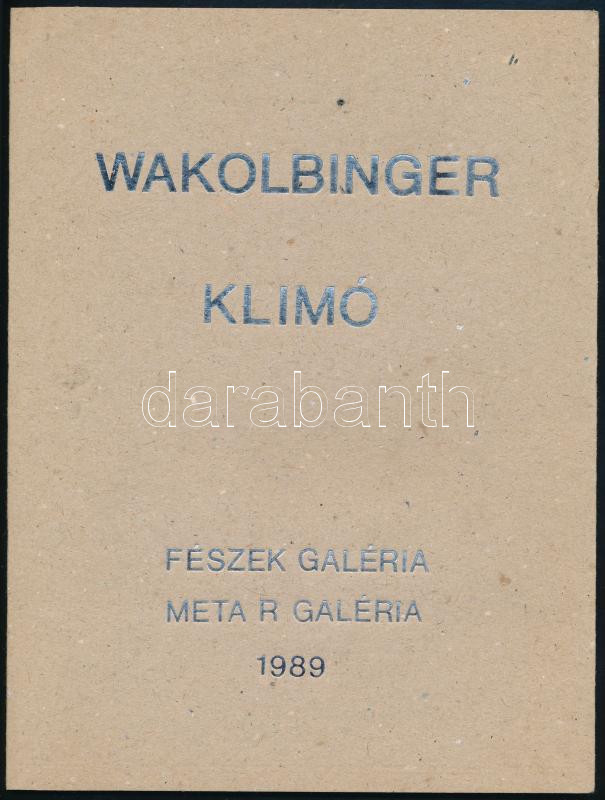 WAKOLBINGER
KLIMÓ
darabanth
FÉSZEK GALÉRIA
META R GALÉRIA
1989